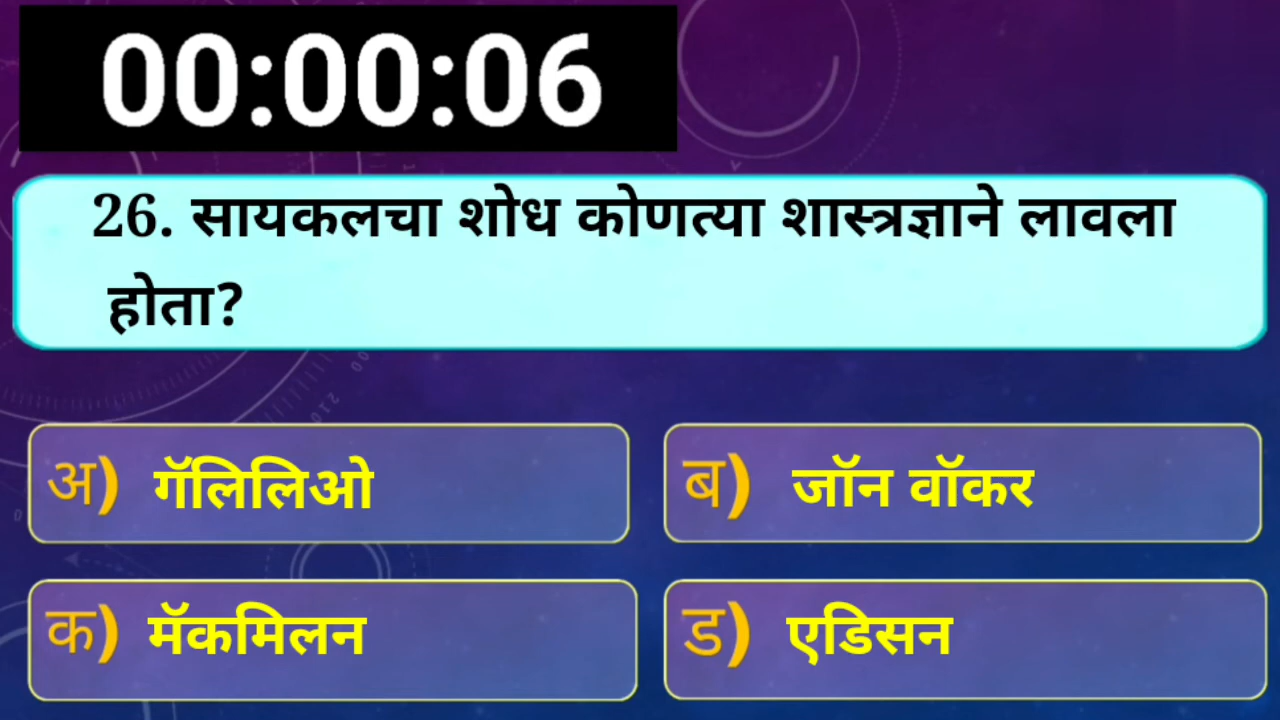 00:00:06
26. सायकलचा शोध कोणत्या शास्त्रज्ञाने लावला
होता?
अ) गॅलिलिओ
ब) जॉन वॉकर
क) मॅकमिलन
ड) एडिसन